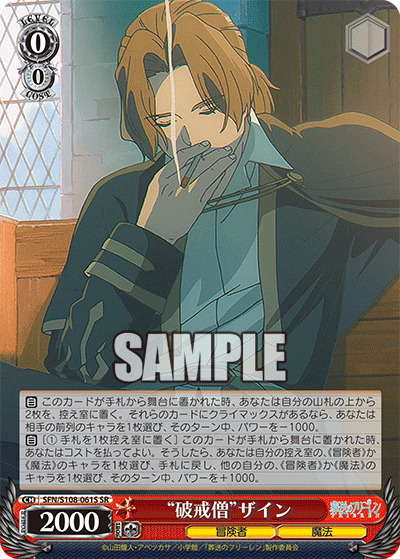 LEVEL
0
0
COST
SAMPLE
自 このカードが手札から舞台に置かれた時、あなたは自分の山札の上から
2枚を、控え室に置く。それらのカードにクライマックスがあるなら、あなたは
相手の前列のキャラを1枚選び、そのターン中、パワーを-1000。
自 [① 手札を1枚控え室に置く] このカードが手札から舞台に置かれた時、
あなたはコストを払ってよい。そうしたら、あなたは自分の控え室の、《冒険者》か
《魔法》のキャラを1枚選び、手札に戻し、他の自分の、《冒険者》か《魔法》の
キャラを1枚選び、そのターン中、パワーを+1000。
CH SFN/S108-061S SR
2000
“破戒僧”ザイン
葬送のフリーレン
冒険者
魔法
©山田鐘人・アベツカサ／小学館／「葬送のフリーレン」製作委員会